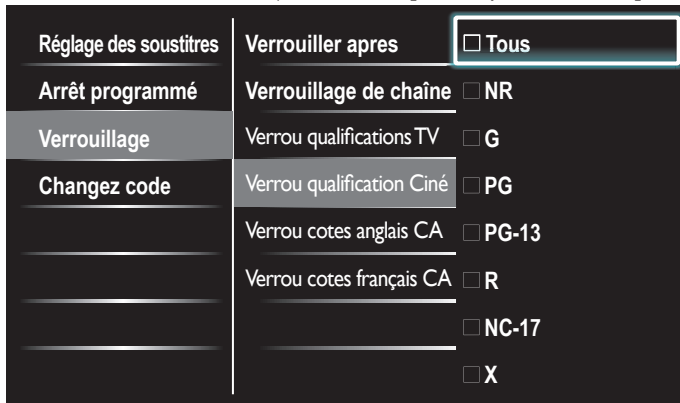 Réglage des soustitres
Arrêt programmé
Verrouillage
Changez code
Verrouiller apres
Verrouillage de chaîne
Verrou qualifications TV
Verrou qualification Ciné
Verrou cotes anglais CA
Verrou cotes français CA
Tous
NR
G
PG
PG-13
R
NC-17
X